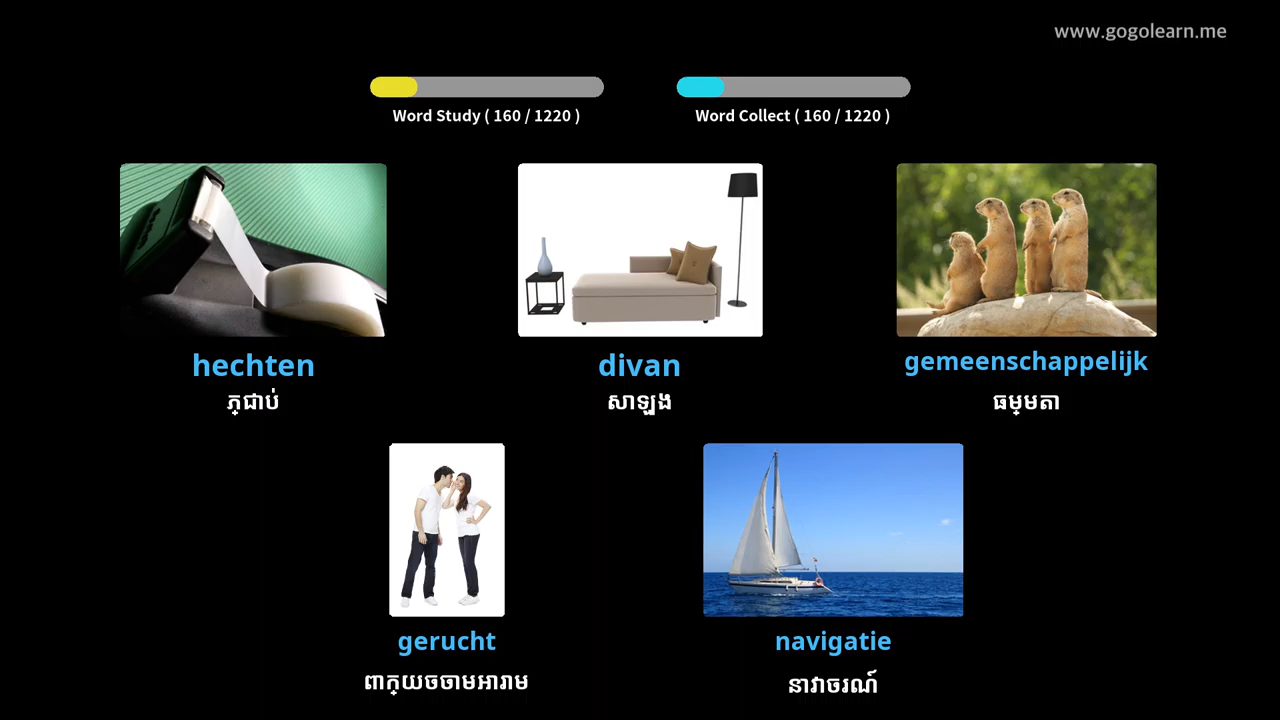 www.gogolearn.me
Word Study ( 160 / 1220 )
Word Collect ( 160 / 1220 )
hechten
ភ្ជាប់
divan
សាឡុង
gemeenschappelijk
ធម្មតា
gerucht
ពាក្យចចាមអារ៉ាម
navigatie
នាវាចរណ៍